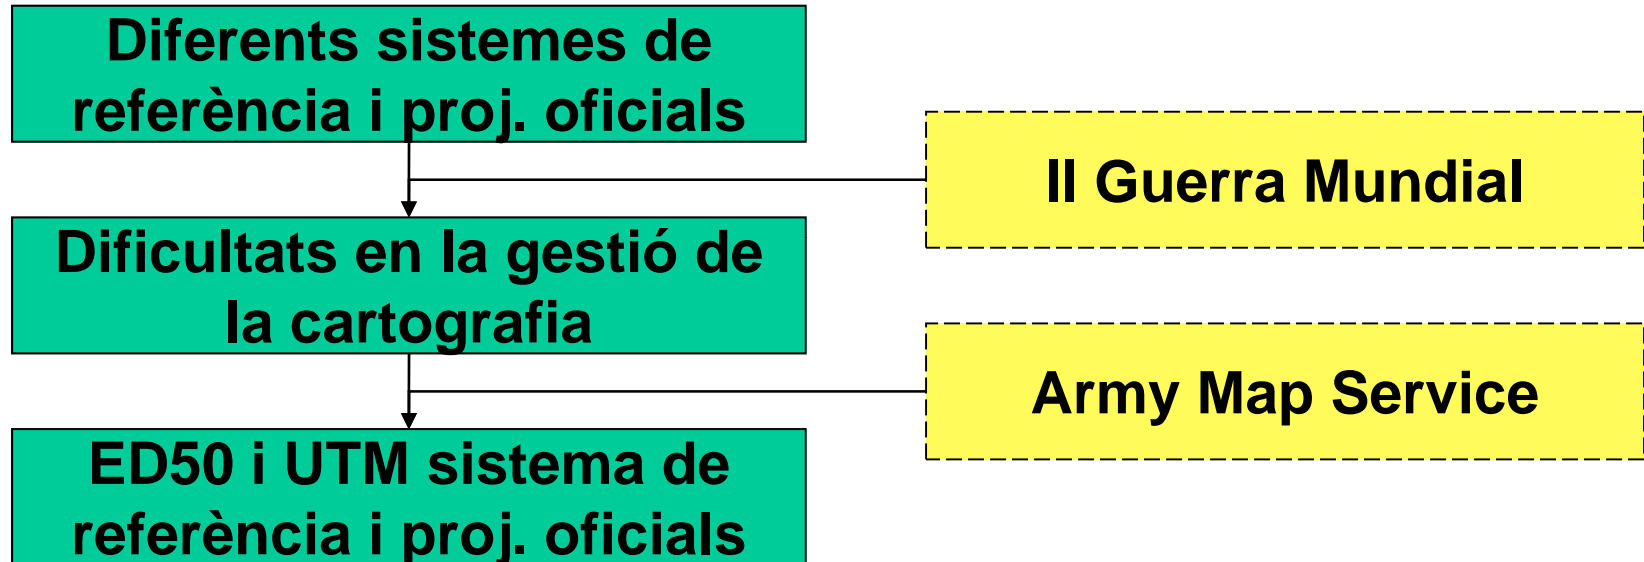 Diferents sistemes de
referència i proj. oficials
II Guerra Mundial
Dificultats en la gestió de
la cartografia
Army Map Service
ED50 i UTM sistema de
referència i proj. oficials